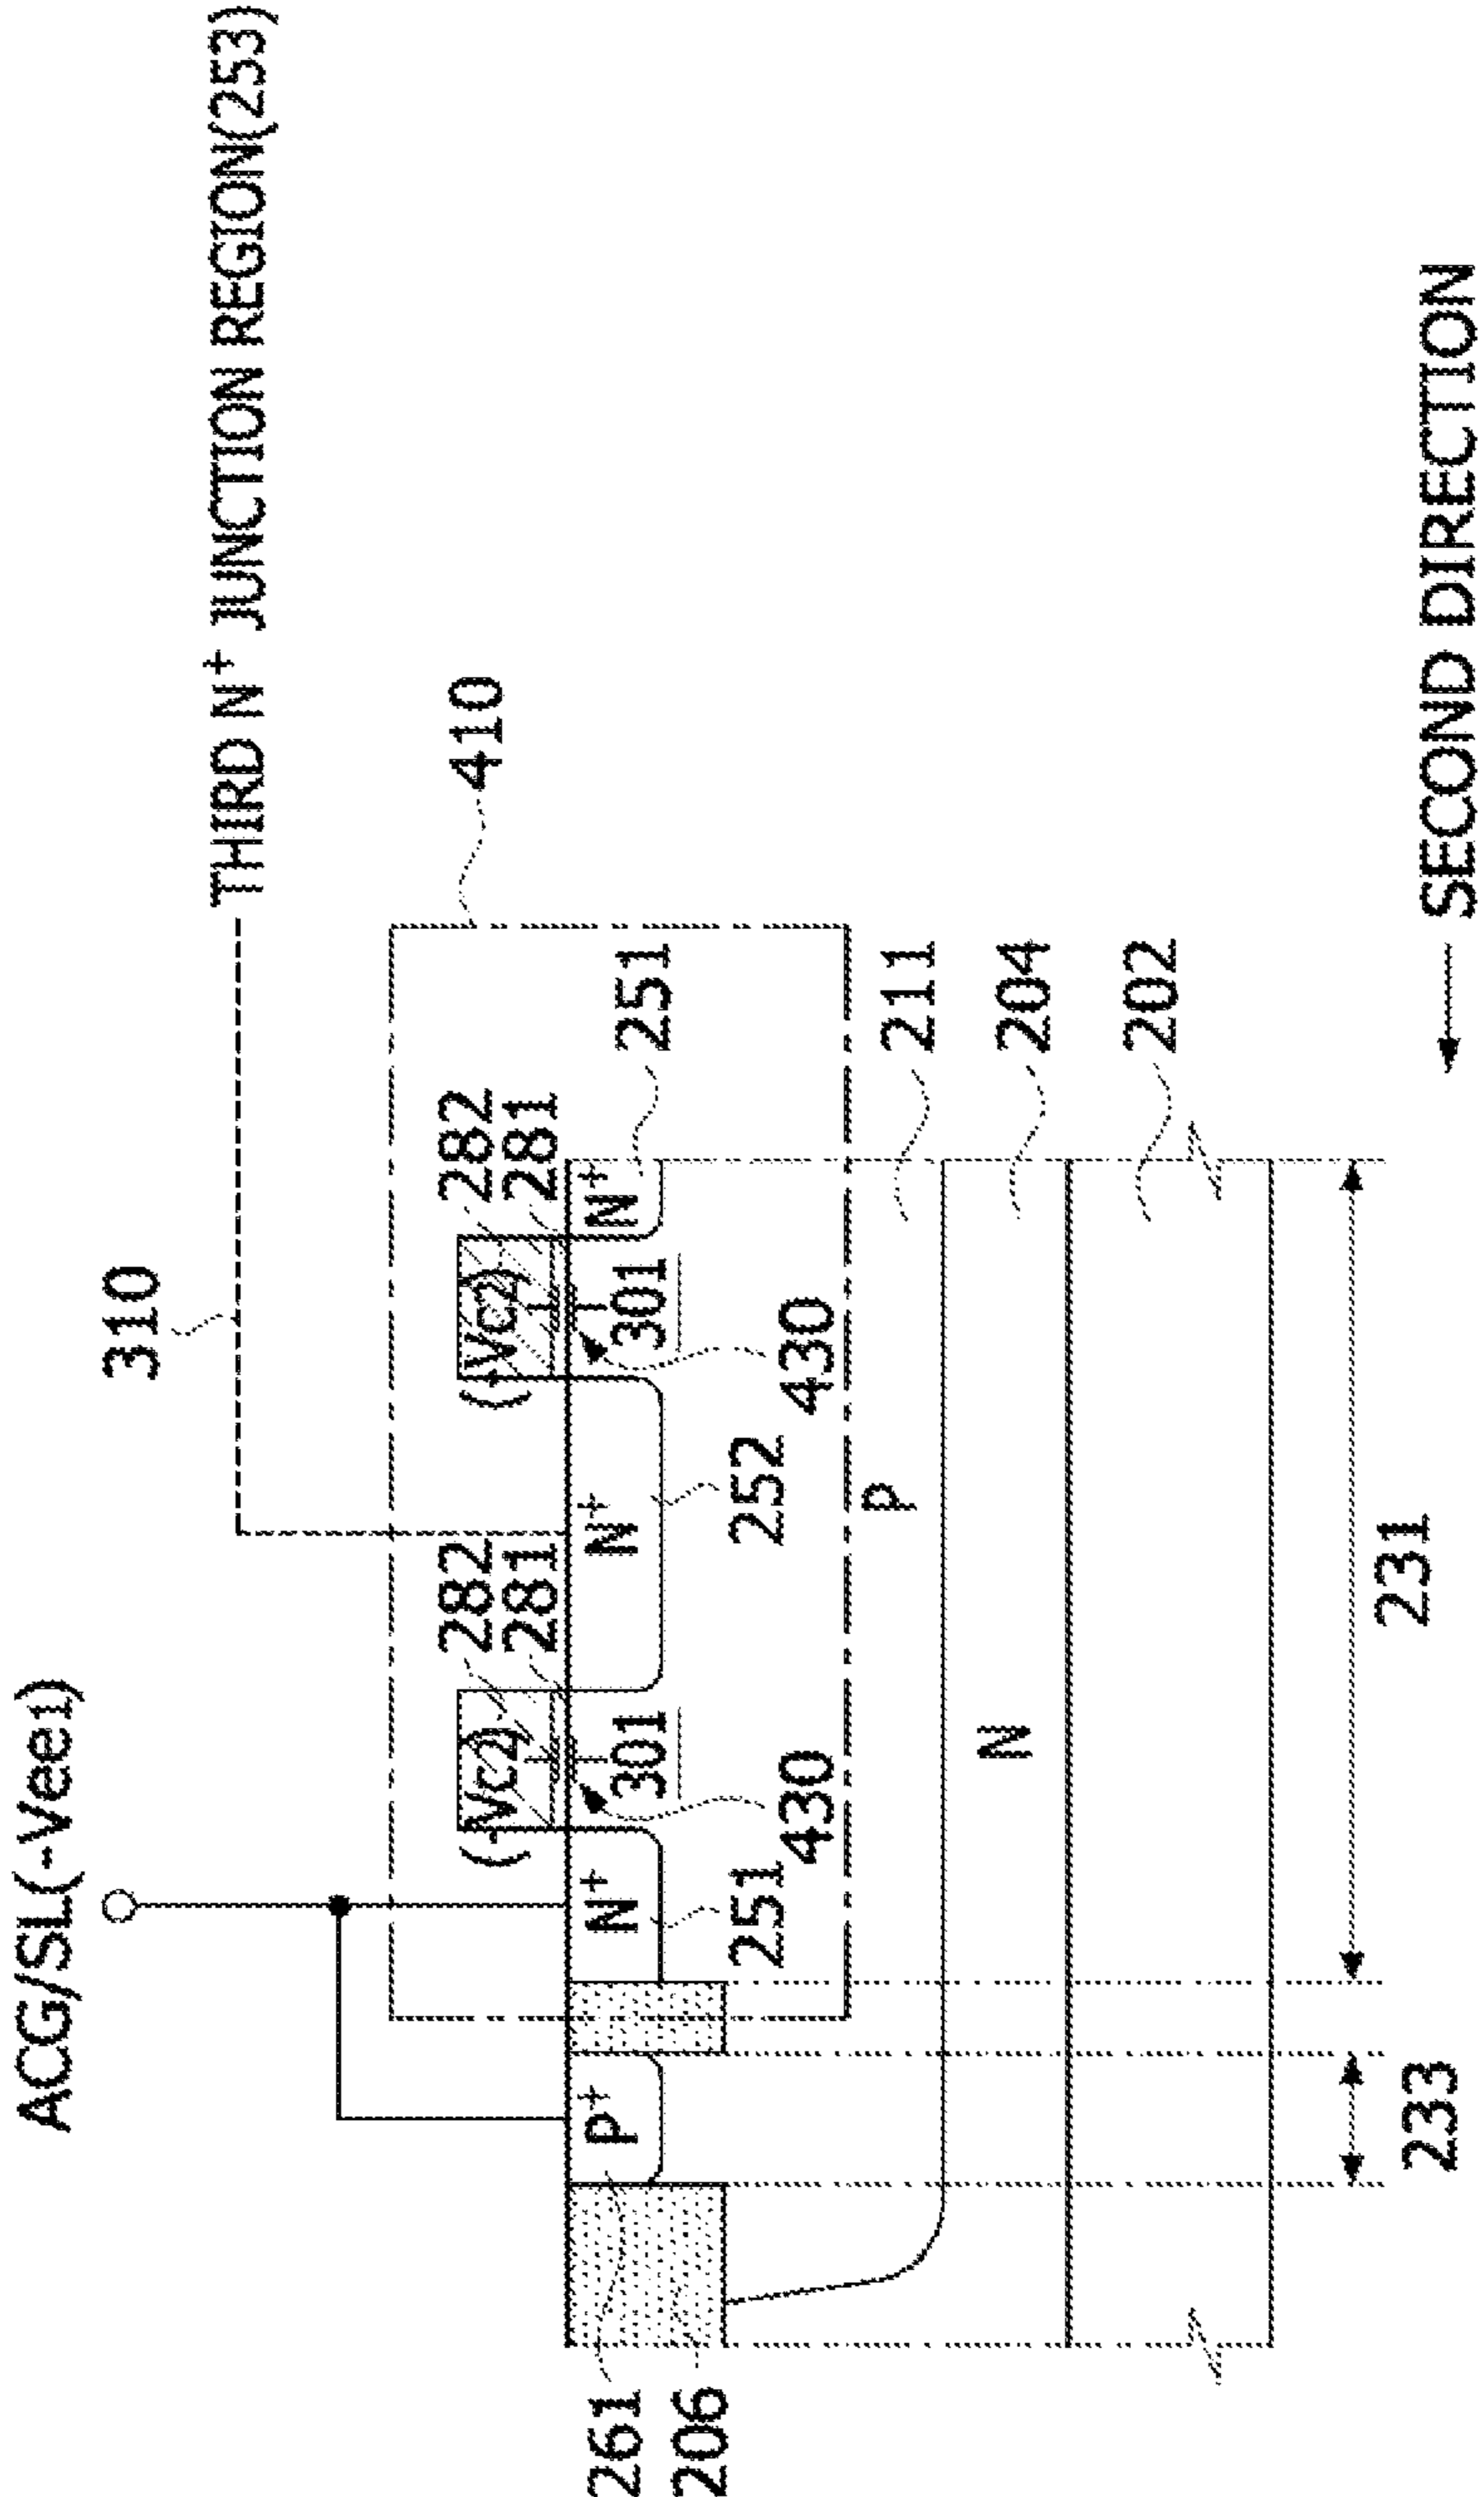 ACG/SL(-Vee1)
310
THIRD N+ JUNCTION REGION(253)
410
(-Vc2)
(+Vc2)
282
281
282
281
261
206
P+
N+
N+
N+
301
301
251
430
252
430
251
P
211
N
204
202
233
231
SECOND DIRECTION